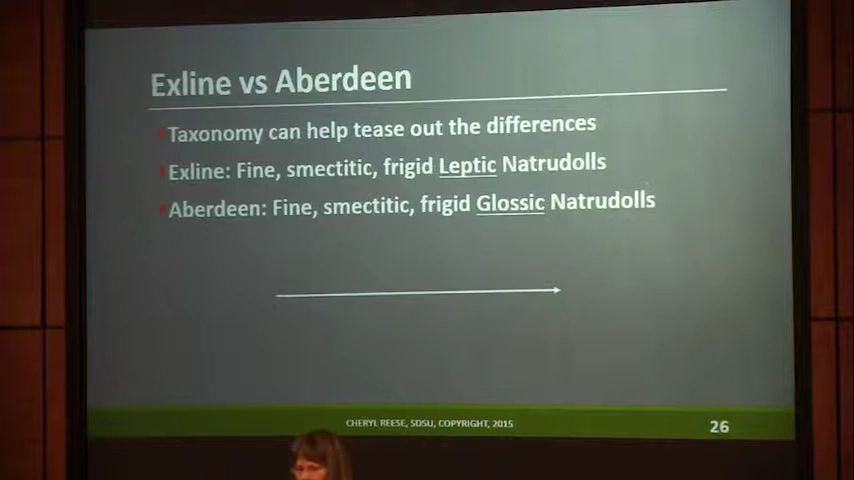 Exline vs Aberdeen
Taxonomy can help tease out the differences
Exline: Fine, smectitic, frigid Leptic Natrudolls
Aberdeen: Fine, smectitic, frigid Glossic Natrudolls
CHERYL REESE, SDSU, COPYRIGHT, 2015
26